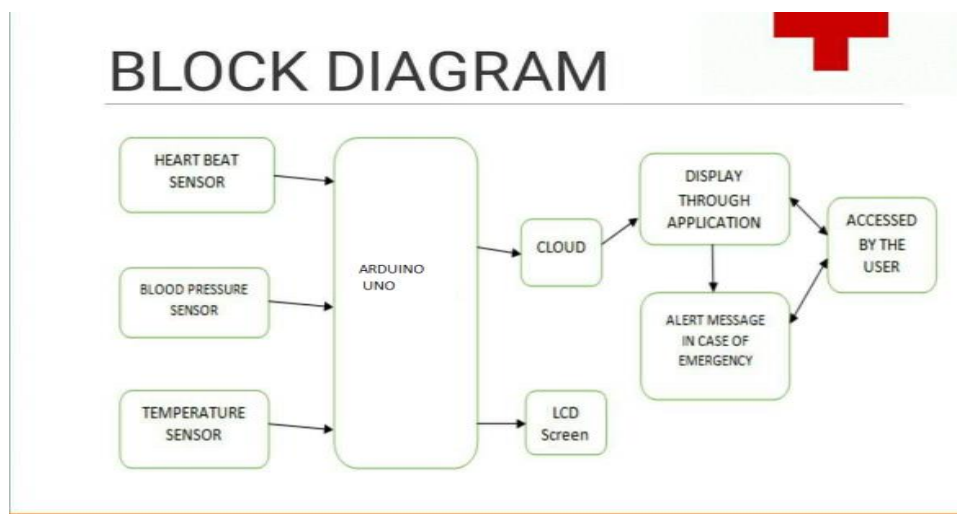 BLOCK DIAGRAM
HEART BEAT
SENSOR
BLOOD PRESSURE
SENSOR
TEMPERATURE
SENSOR
ARDUINO
UNO
CLOUD
LCD
Screen
DISPLAY
THROUGH
APPLICATION
ALERT MESSAGE
IN CASE OF
EMERGENCY
ACCESSED
BY THE
USER